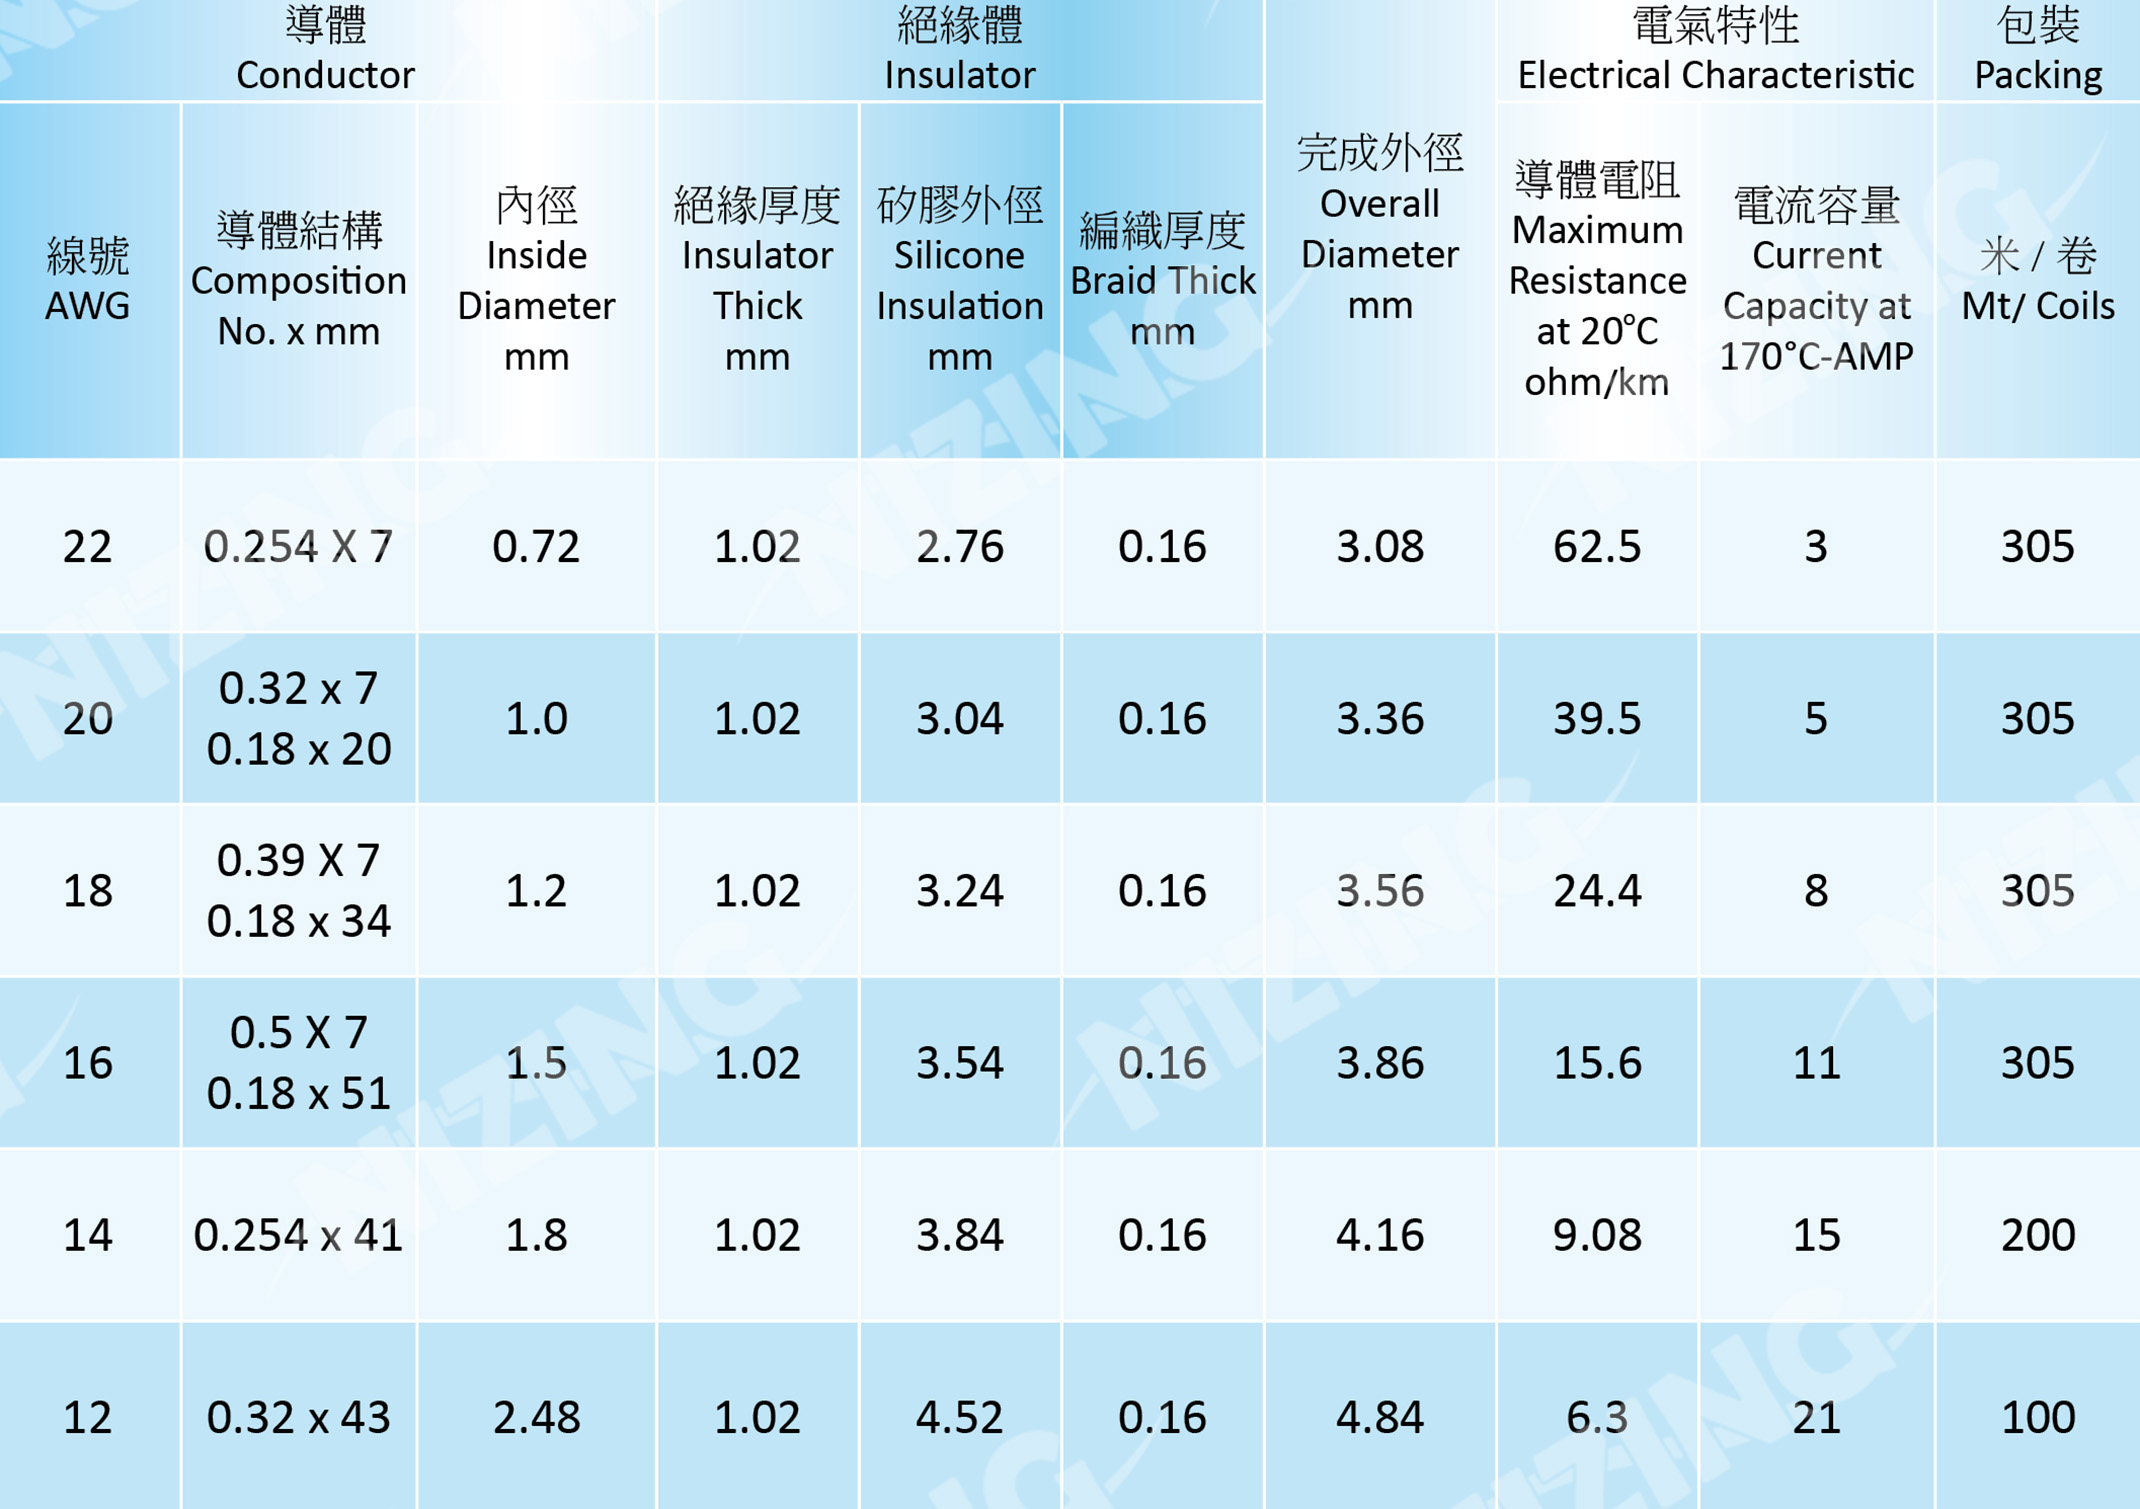 導體
Conductor
絕緣體
Insulator
電氣特性
Electrical Characteristic
包裝
Packing
線號
AWG
導體結構
Composition
No. x mm
內徑
Inside
Diameter
mm
絕緣厚度
Insulator
Thick
mm
矽膠外徑
Silicone
Insulation
mm
編織厚度
Braid Thick
mm
完成外徑
Overall
Diameter
mm
導體電阻
Maximum
Resistance
at 20°C
ohm/km
電流容量
Current
Capacity at
170°C-AMP
米 / 卷
Mt/ Coils
22 0.254 X 7 0.72 1.02 2.76 0.16 3.08 62.5 3 305
20 0.32 x 7 1.0 1.02 3.04 0.16 3.36 39.5 5 305
0.18 x 20
18 0.39 X 7 1.2 1.02 3.24 0.16 3.56 24.4 8 305
0.18 x 34
16 0.5 X 7 1.5 1.02 3.54 0.16 3.86 15.6 11 305
0.18 x 51
14 0.254 x 41 1.8 1.02 3.84 0.16 4.16 9.08 15 200
12 0.32 x 43 2.48 1.02 4.52 0.16 4.84 6.3 21 100
NIZING
NIZING
NIZING
NIZING
NIZING
NIZING